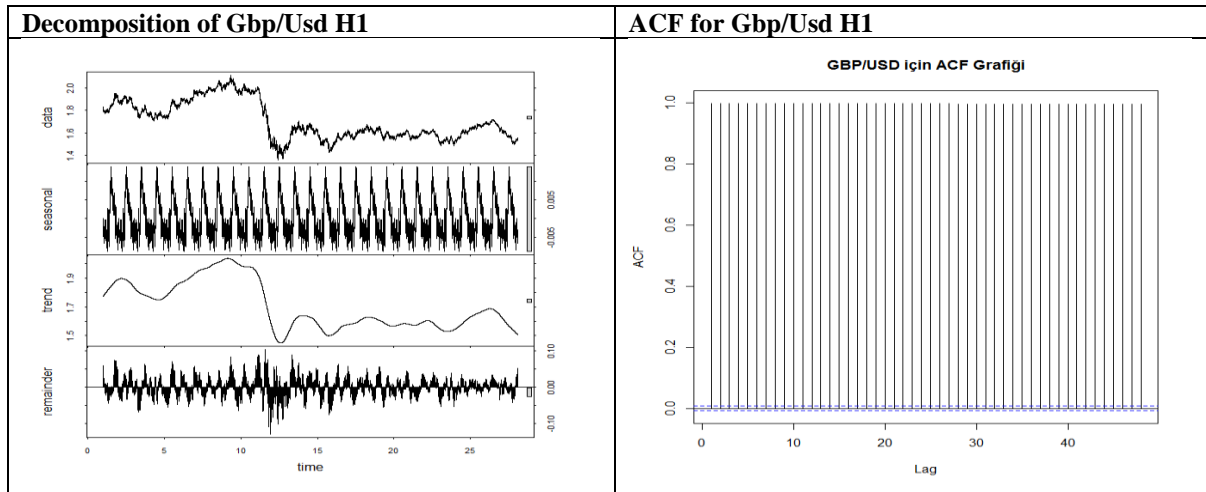 Decomposition of Gbp/Usd H1
data
2.0
1.8
1.6
1.4
seasonal
0.005
-0.005
trend
1.9
1.7
1.5
remainder
0.10
0.00
-0.10
0 5 10 15 20 25
time
ACF for Gbp/Usd H1
GBP/USD için ACF Grafiği
ACF
1.0
0.8
0.6
0.4
0.2
0.0
0 10 20 30 40
Lag